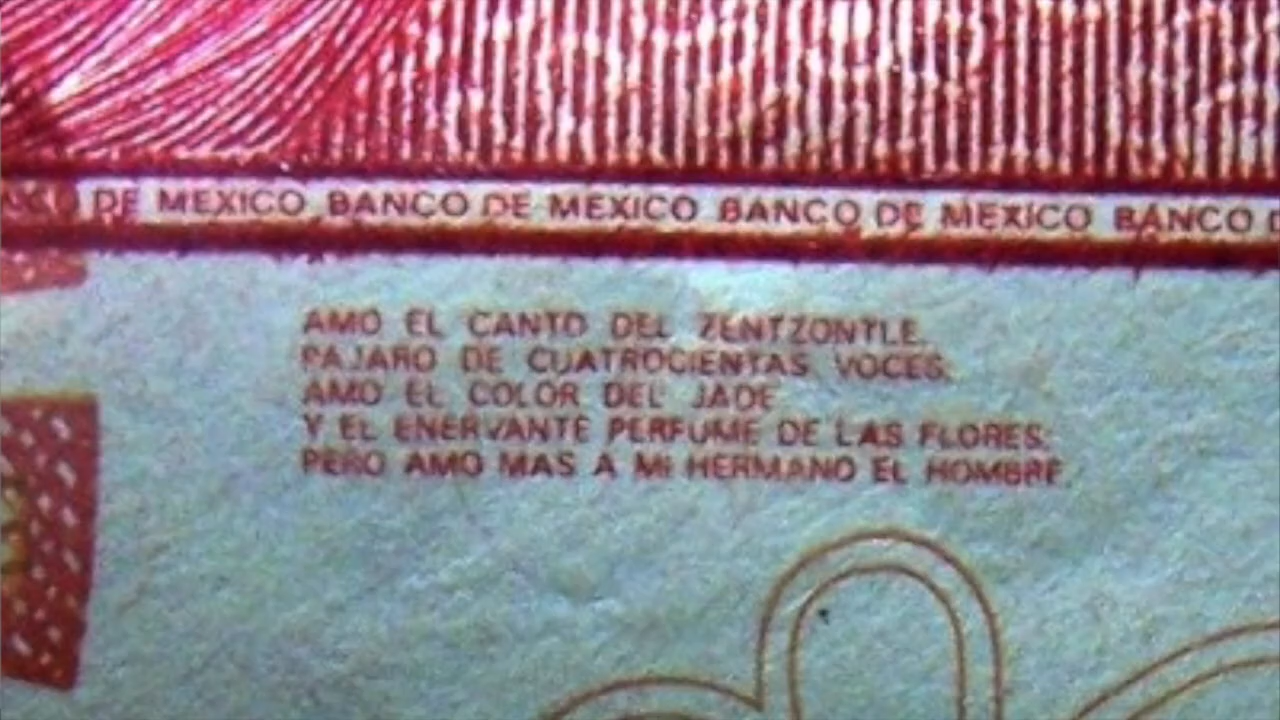 DE MEXICO BANCO DE MEXICO BANCO DE MEXICO BANCO D
AMO EL CANTO DEL ZENTZONTLE,
PAJARO DE CUATROCIENTAS VOCES,
AMO EL COLOR DEL JADE
Y EL ENERVANTE PERFUME DE LAS FLORES;
PERO AMO MAS A MI HERMANO EL HOMBRE.